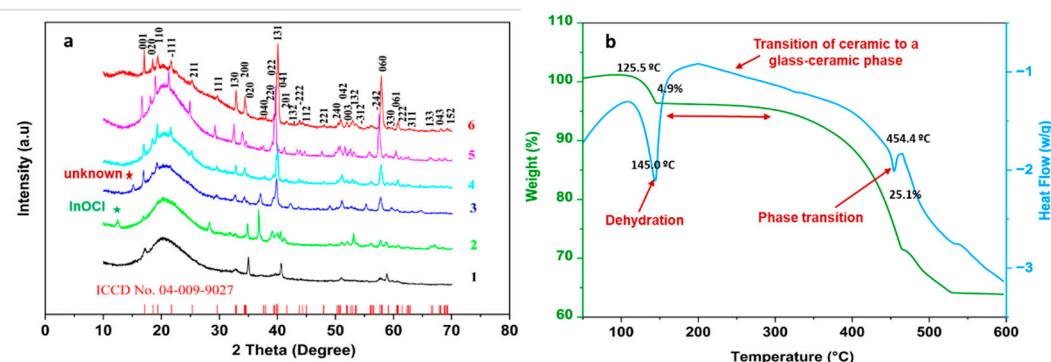 a
001
020
110
-111
211
111
130
020
200
040
220
022
131
041
201
132
-222
112
221
240
042
003
-132
-312
-242
060
330
-061
222
311
133
043
152
6
5
4
3
2
1
unknown
InOCl
ICCD No. 04-009-9027
0 10 20 30 40 50 60 70 80
2 Theta (Degree)
Intensity (a.u)
b
110
100
90
80
70
60
Weight (%)
Transition of ceramic to a
glass-ceramic phase
125.5 ºC
4.9%
145.0 ºC
Dehydration
454.4 ºC
25.1%
Phase transition
−1
−2
−3
Heat Flow (w/g)
100 200 300 400 500 600
Temperature (°C)